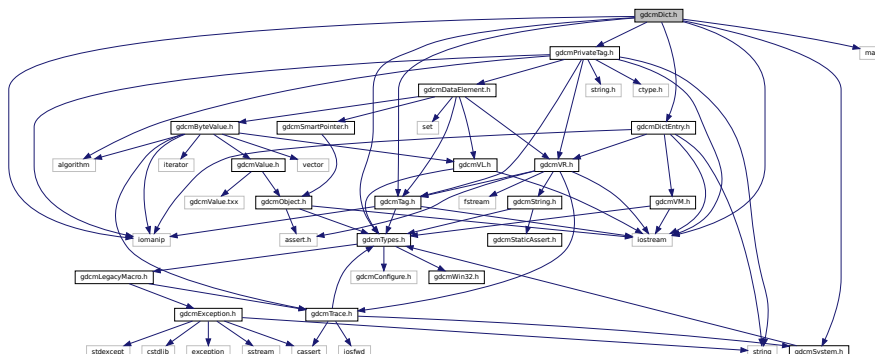 gdcmDict.h
gdcmPrivateTag.h
gdcmDataElement.h
string.h
ctype.h
gdcmByteValue.h
gdcmSmartPointer.h
set
gdcmDictEntry.h
algorithm
iterator
gdcmValue.h
vector
gdcmVL.h
gdcmVR.h
gdcmValue.txx
gdcmObject.h
gdcmTag.h
fstream
gdcmString.h
gdcmVM.h
iomanip
assert.h
gdcmTypes.h
gdcmStaticAssert.h
iostream
gdcmLegacyMacro.h
gdcmConfigure.h
gdcmWin32.h
gdcmException.h
gdcmTrace.h
stdexcept
cstdlib
exception
sstream
cassert
iosfwd
string
gdcmSystem.h